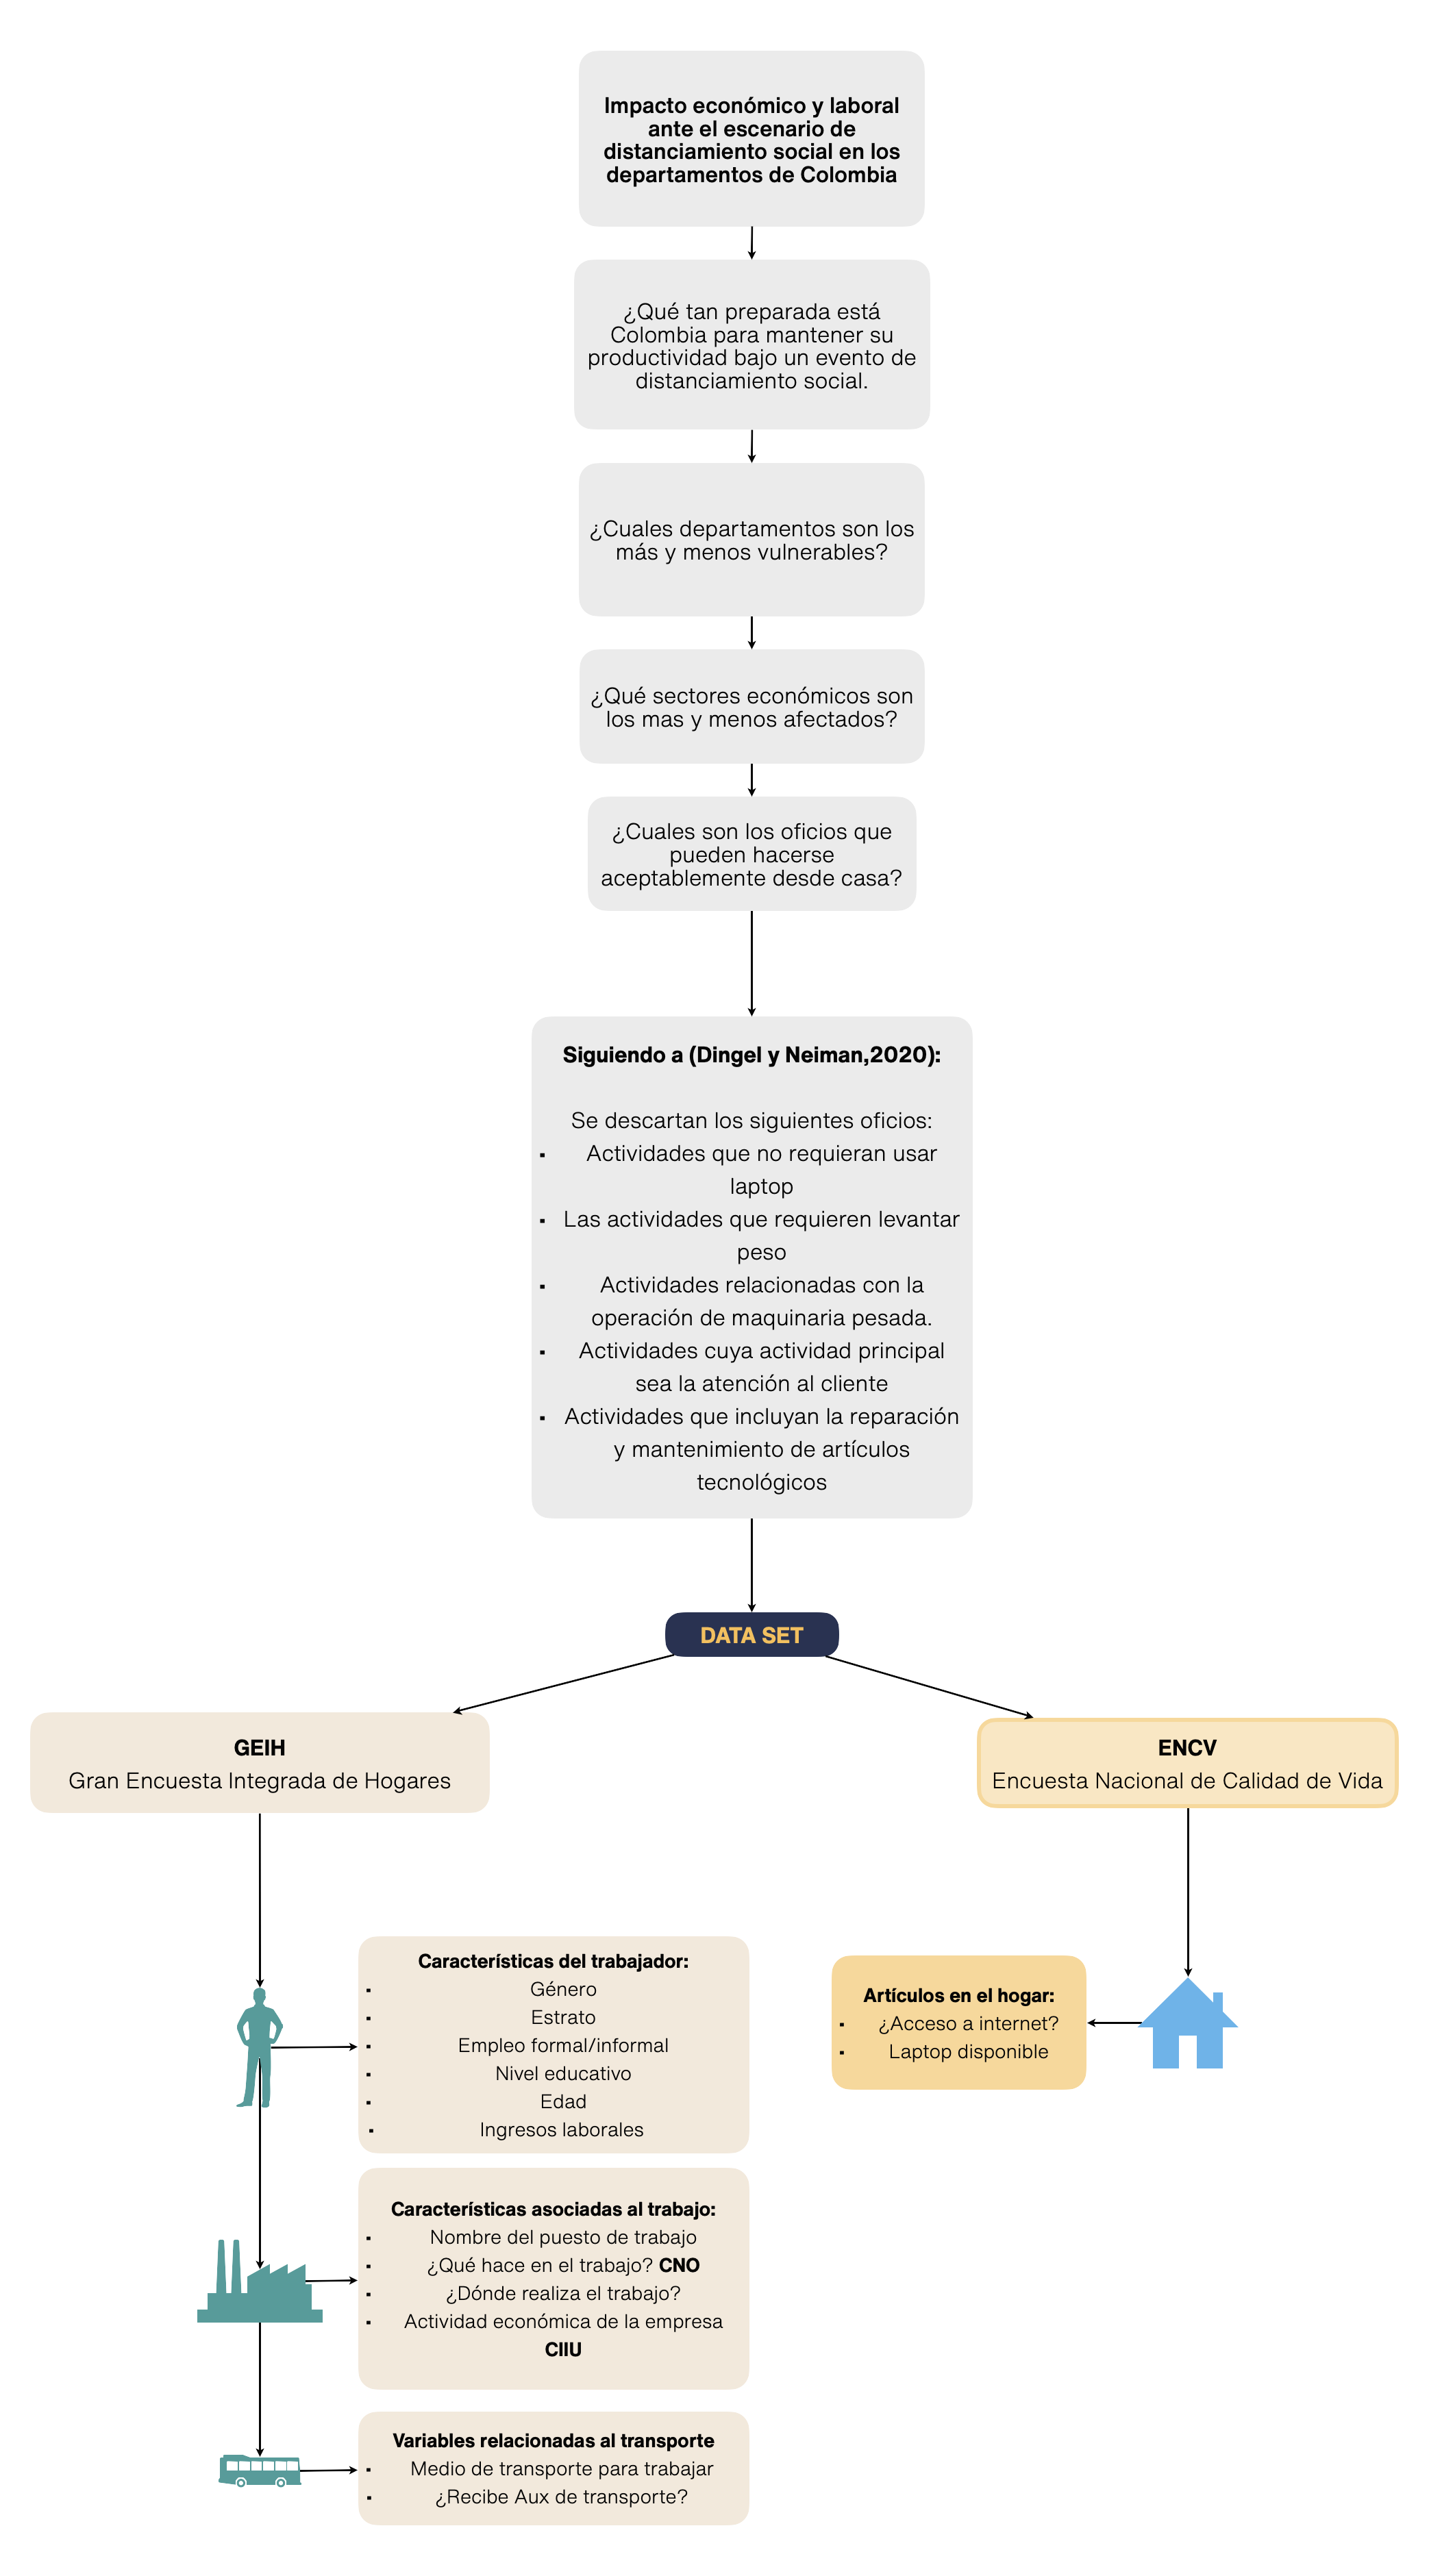 Impacto económico y laboral
ante el escenario de
distanciamiento social en los
departamentos de Colombia
¿Qué tan preparada está
Colombia para mantener su
productividad bajo un evento de
distanciamiento social.
¿Cuales departamentos son los
más y menos vulnerables?
¿Qué sectores económicos son
los mas y menos afectados?
¿Cuales son los oficios que
pueden hacerse
aceptablemente desde casa?
Siguiendo a (Dingel y Neiman,2020):
Se descartan los siguientes oficios:
▪ Actividades que no requieran usar
laptop
▪ Las actividades que requieren levantar
peso
▪ Actividades relacionadas con la
operación de maquinaria pesada.
▪ Actividades cuya actividad principal
sea la atención al cliente
▪ Actividades que incluyan la reparación
y mantenimiento de artículos
tecnológicos
DATA SET
GEIH
Gran Encuesta Integrada de Hogares
ENCV
Encuesta Nacional de Calidad de Vida
Características del trabajador:
▪ Género
▪ Estrato
▪ Empleo formal/informal
▪ Nivel educativo
▪ Edad
▪ Ingresos laborales
Artículos en el hogar:
▪ ¿Acceso a internet?
▪ Laptop disponible
Características asociadas al trabajo:
▪ Nombre del puesto de trabajo
▪ ¿Qué hace en el trabajo? CNO
▪ ¿Dónde realiza el trabajo?
▪ Actividad económica de la empresa
CIIU
Variables relacionadas al transporte
▪ Medio de transporte para trabajar
▪ ¿Recibe Aux de transporte?